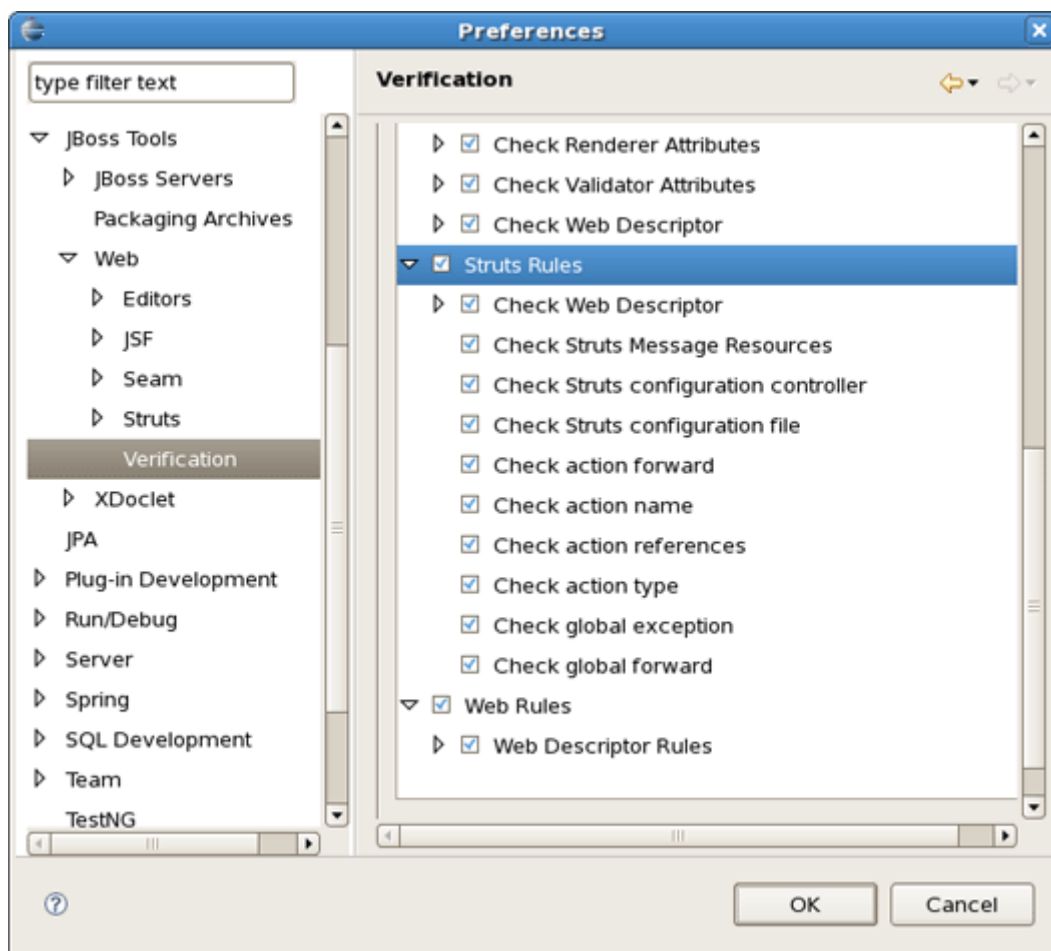 Preferences
type filter text
JBoss Tools
JBoss Servers
Packaging Archives
Web
Editors
JSF
Seam
Struts
Verification
XDoclet
JPA
Plug-in Development
Run/Debug
Server
Spring
SQL Development
Team
TestNG
Verification
Check Renderer Attributes
Check Validator Attributes
Check Web Descriptor
Struts Rules
Check Web Descriptor
Check Struts Message Resources
Check Struts configuration controller
Check Struts configuration file
Check action forward
Check action name
Check action references
Check action type
Check global exception
Check global forward
Web Rules
Web Descriptor Rules
?
OK
Cancel